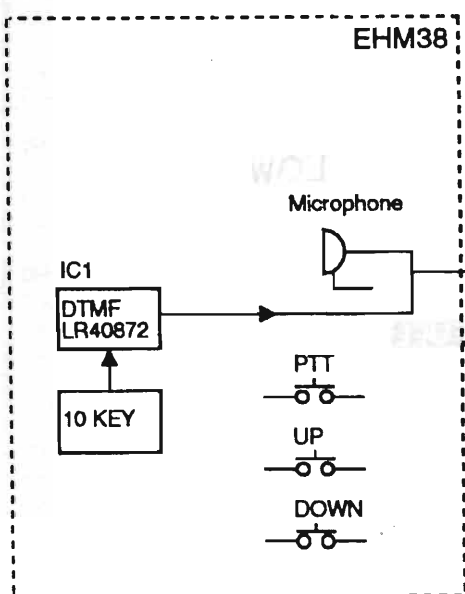 EHM38
Microphone
IC1
DTMF
LR40872
10 KEY
PTT
UP
DOWN